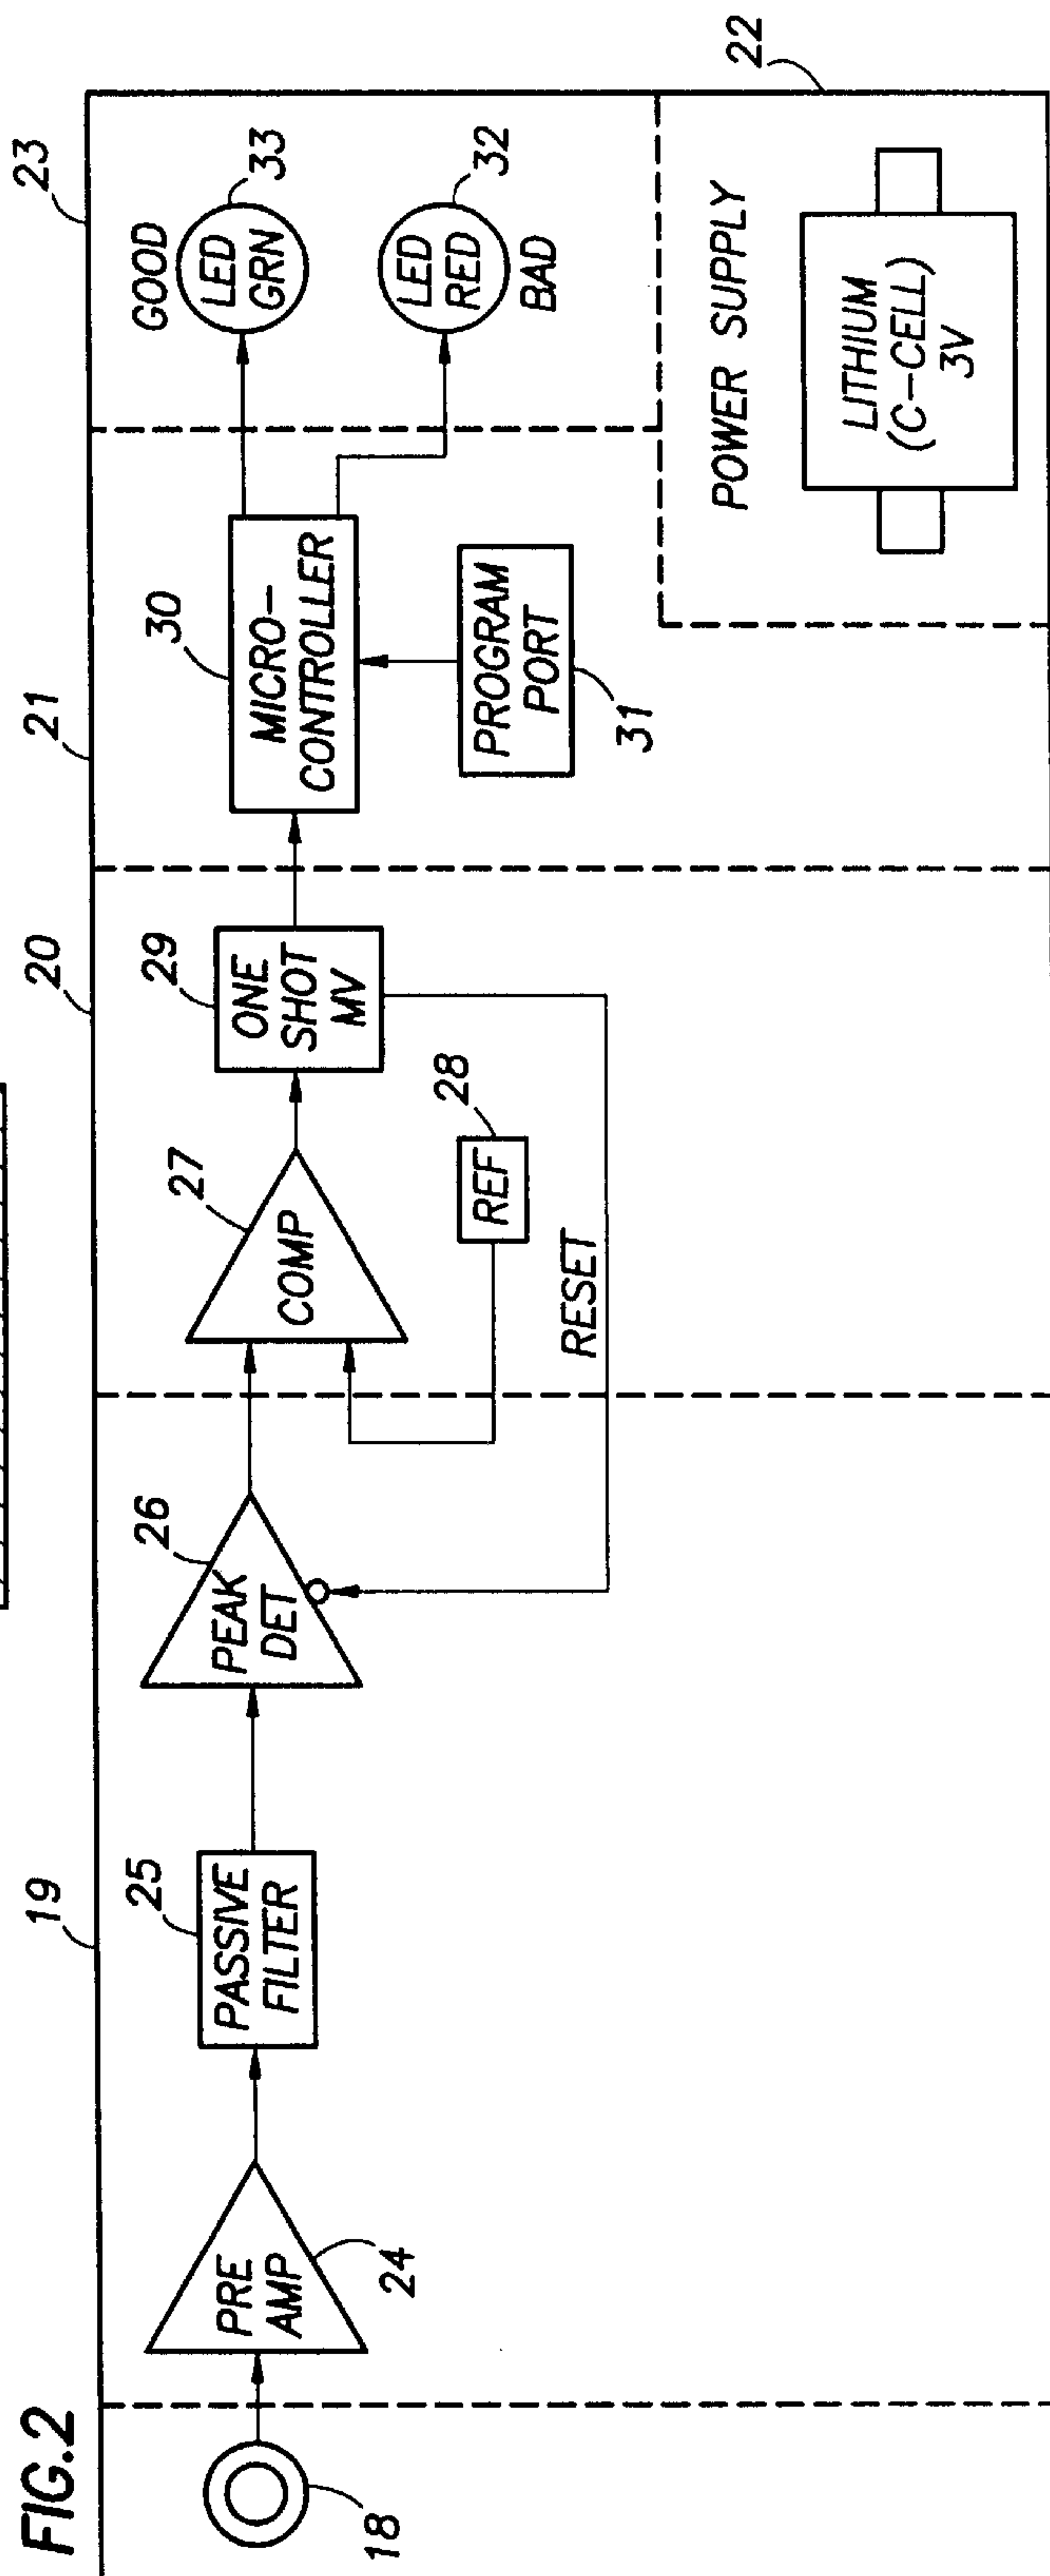 FIG.2
19
20
21
23
22
18
PRE
AMP
24
25
PASSIVE
FILTER
26
PEAK
DET
27
COMP
28
REF
RESET
29
ONE
SHOT
MV
30
MICRO-
CONTROLLER
PROGRAM
PORT
31
GOOD
LED
GRN
33
LED
RED
32
BAD
POWER SUPPLY
LITHIUM
(C-CELL)
3V